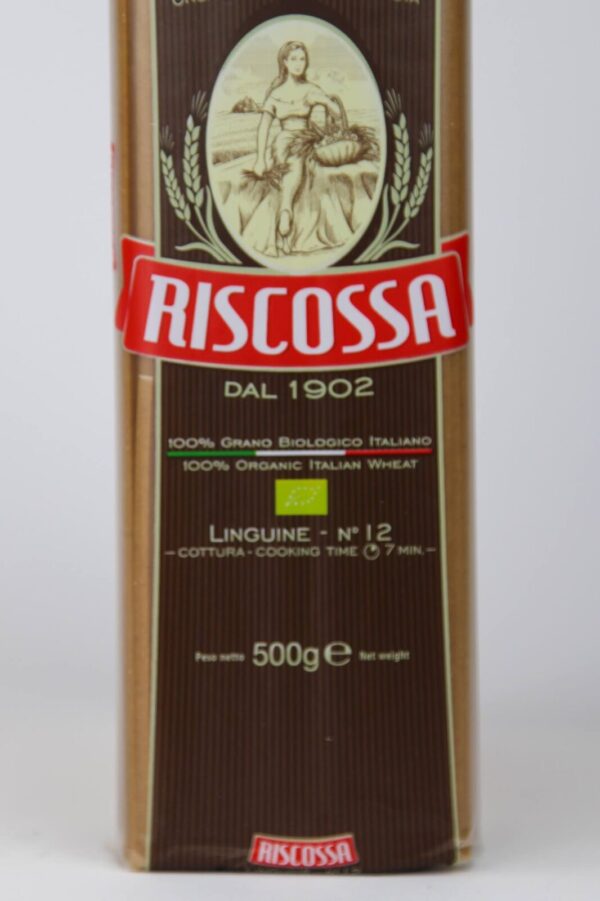 RISCOSSA
DAL 1902
100% GRANO BIOLOGICO ITALIANO
100% ORGANIC ITALIAN WHEAT
LINGUINE - N° 12
COTTURA - COOKING TIME 7 MIN.
Peso netto 500g ℮ Net weight
RISCOSSA